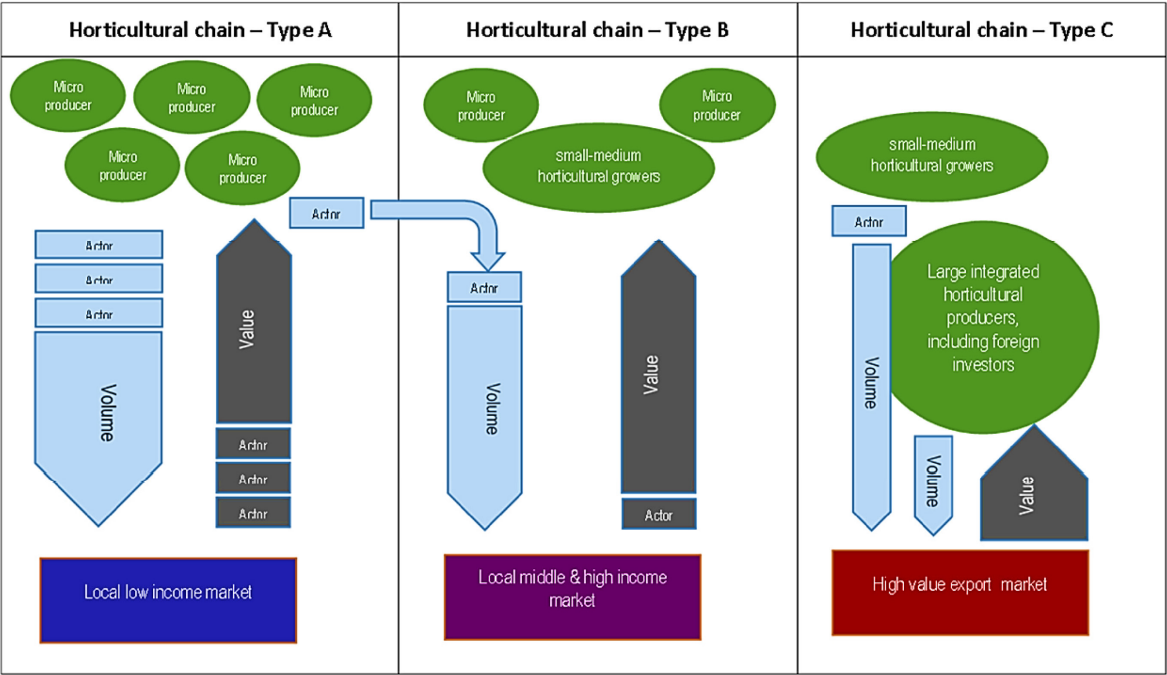 Horticultural chain – Type A
Horticultural chain – Type B
Horticultural chain – Type C
Micro
producer
Micro
producer
Micro
producer
Micro
producer
Micro
producer
Actor
Actor
Actor
Actor
Volume
Value
Actor
Actor
Actor
Local low income market
Micro
producer
Micro
producer
small-medium
horticultural growers
Actor
Volume
Value
Actor
Local middle & high income
market
small-medium
horticultural growers
Actor
Large integrated
horticultural
producers,
including foreign
investors
Volume
Volume
Value
High value export market